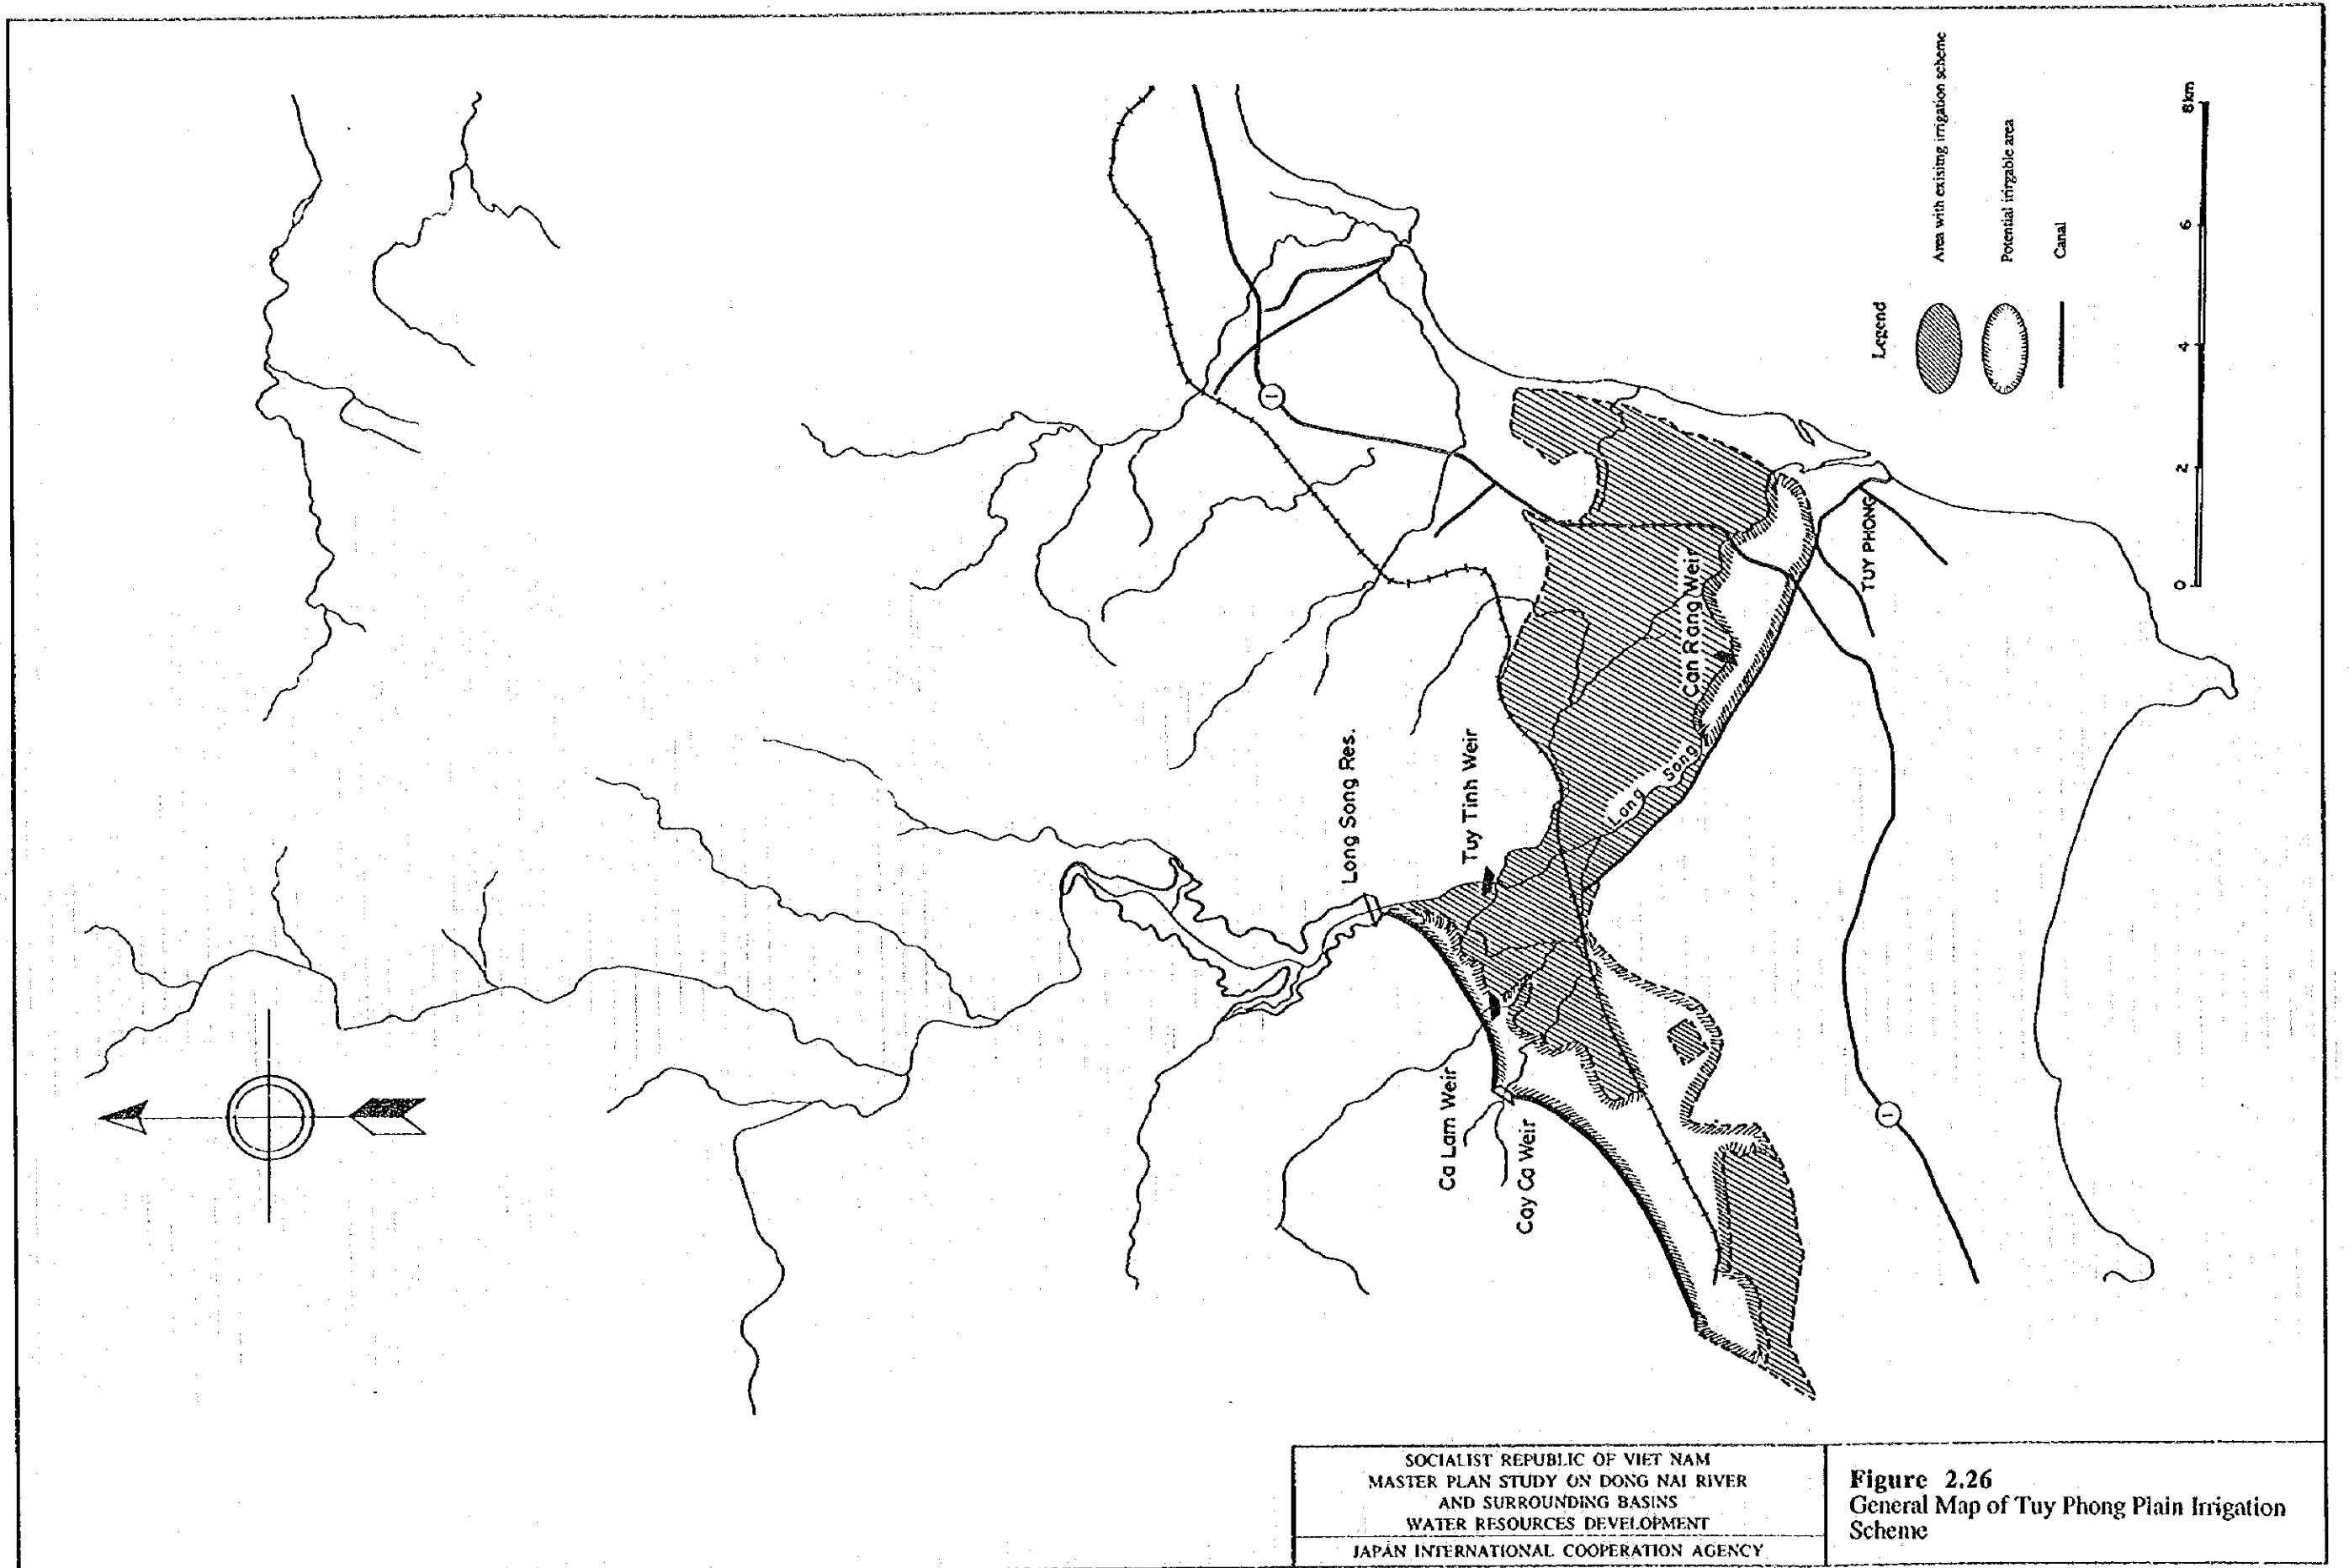 Long Song Res.
Tuy Tinh Weir
Can Rang Weir
Lang Song
Ca Lam Weir
Cay Ca Weir
TUY PHONG
1
1
Legend
Area with exisitng irrigation scheme
Potential irirgable area
Canal
0 2 4 6 8km
SOCIALIST REPUBLIC OF VIET NAM
MASTER PLAN STUDY ON DONG NAI RIVER
AND SURROUNDING BASINS
WATER RESOURCES DEVELOPMENT
JAPAN INTERNATIONAL COOPERATION AGENCY
Figure 2.26
General Map of Tuy Phong Plain Irrigation
Scheme